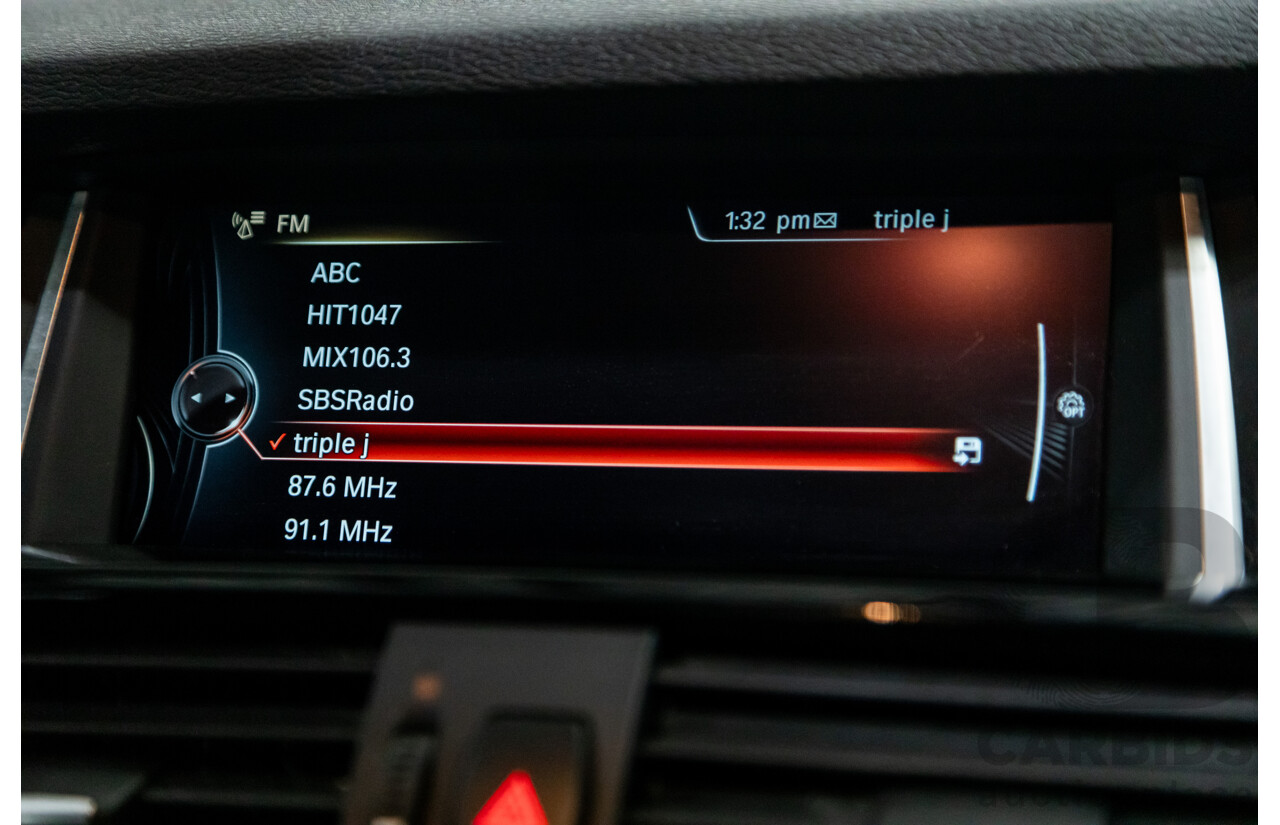 FM
1:32 pm triple j
ABC
HIT1047
MIX106.3
SBSRadio
triple j
OPT
87.6 MHz
91.1 MHz
CARBIDS